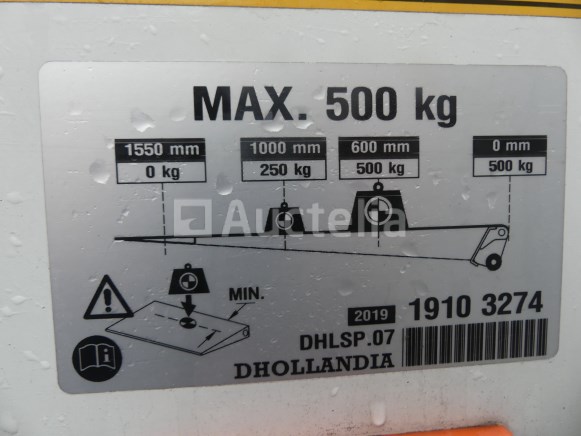 MAX. 500 kg
1550 mm 1000 mm 600 mm 0 mm
0 kg 250 kg 500 kg 500 kg
Auctelia
MIN.
2019 1910 3274
DHLSP.07
DHOLLANDIA